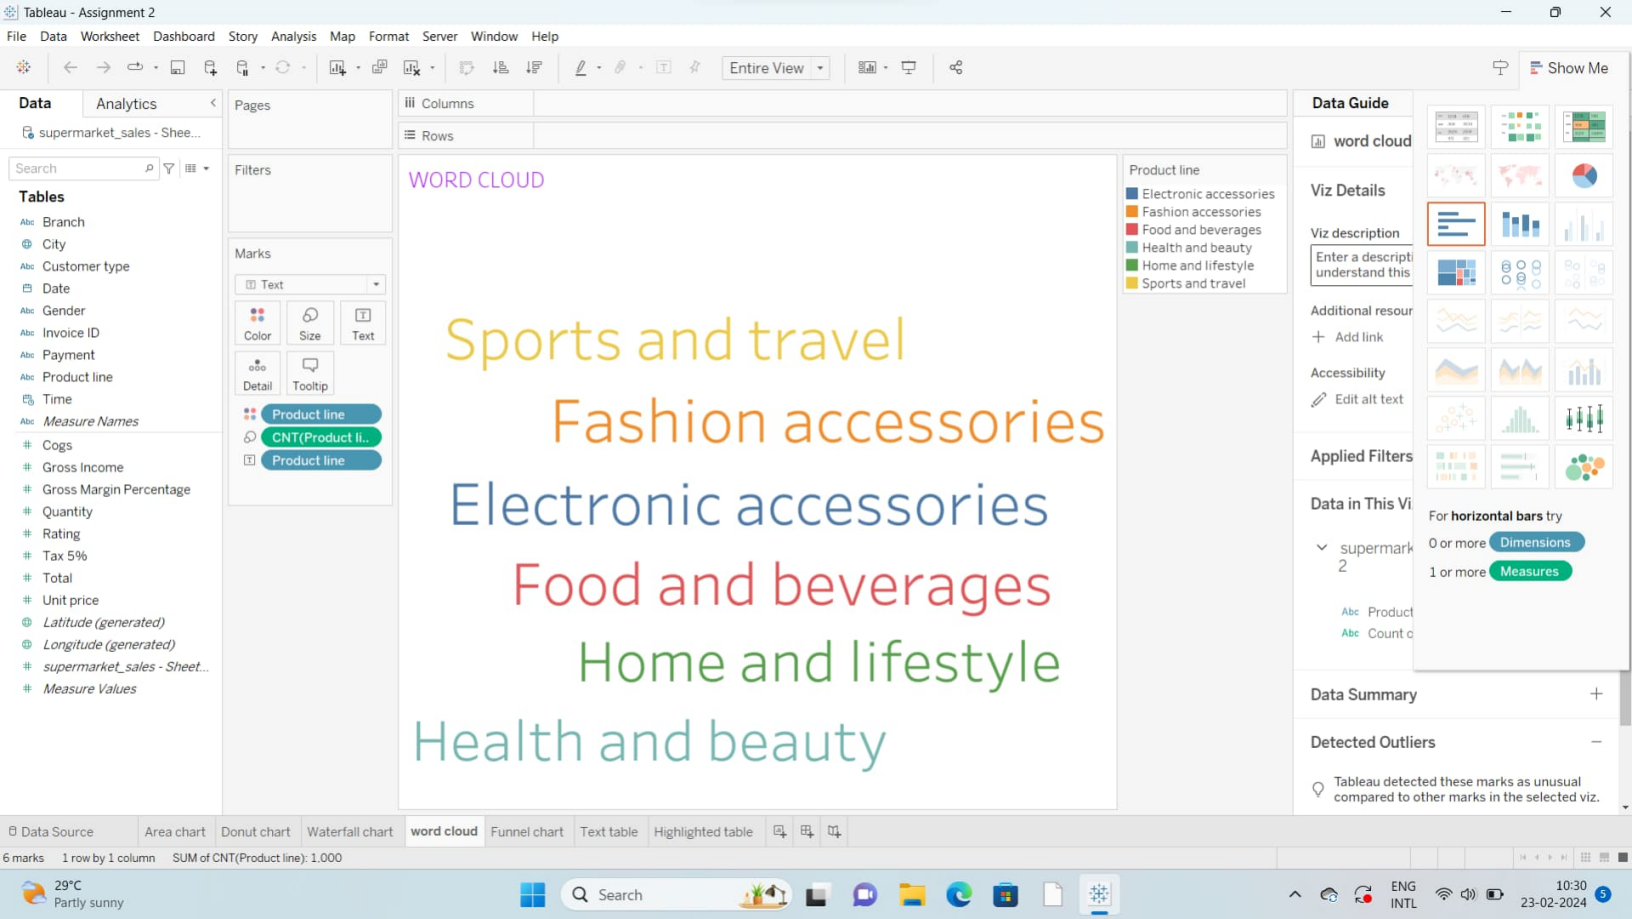 Tableau - Assignment 2
File Data Worksheet Dashboard Story Analysis Map Format Server Window Help
Entire View
Show Me
Data Analytics
supermarket_sales - Shee...
Search
Tables
Abc Branch
City
Abc Customer type
Date
Abc Gender
Abc Invoice ID
Abc Payment
Abc Product line
Time
Abc Measure Names
# Cogs
# Gross Income
# Gross Margin Percentage
# Quantity
# Rating
# Tax 5%
# Total
# Unit price
Latitude (generated)
Longitude (generated)
# supermarket_sales - Sheet...
# Measure Values
Pages
Filters
Marks
Text
Color Size Text
Detail Tooltip
Product line
CNT(Product li..
Product line
Columns
Rows
WORD CLOUD
Sports and travel
Fashion accessories
Electronic accessories
Food and beverages
Home and lifestyle
Health and beauty
Product line
Electronic accessories
Fashion accessories
Food and beverages
Health and beauty
Home and lifestyle
Sports and travel
Data Guide
word cloud
Viz Details
Viz description
Enter a descripti
understand this
Additional resour
+ Add link
Accessibility
Edit alt text
Applied Filters
Data in This Vi
supermark
2
Abc Product
Abc Count o
Data Summary +
Detected Outliers −
Tableau detected these marks as unusual
compared to other marks in the selected viz.
For horizontal bars try
0 or more Dimensions
1 or more Measures
Data Source Area chart Donut chart Waterfall chart word cloud Funnel chart Text table Highlighted table
6 marks 1 row by 1 column SUM of CNT(Product line): 1,000
29°C
Partly sunny
Search
ENG
INTL
10:30
23-02-2024
5